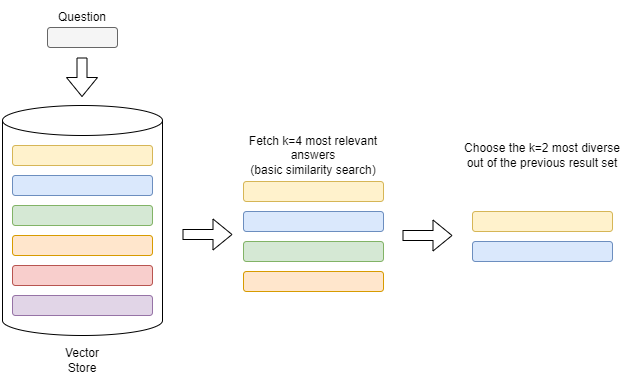 Question
Fetch k=4 most relevant
answers
(basic similarity search)
Choose the k=2 most diverse
out of the previous result set
Vector
Store